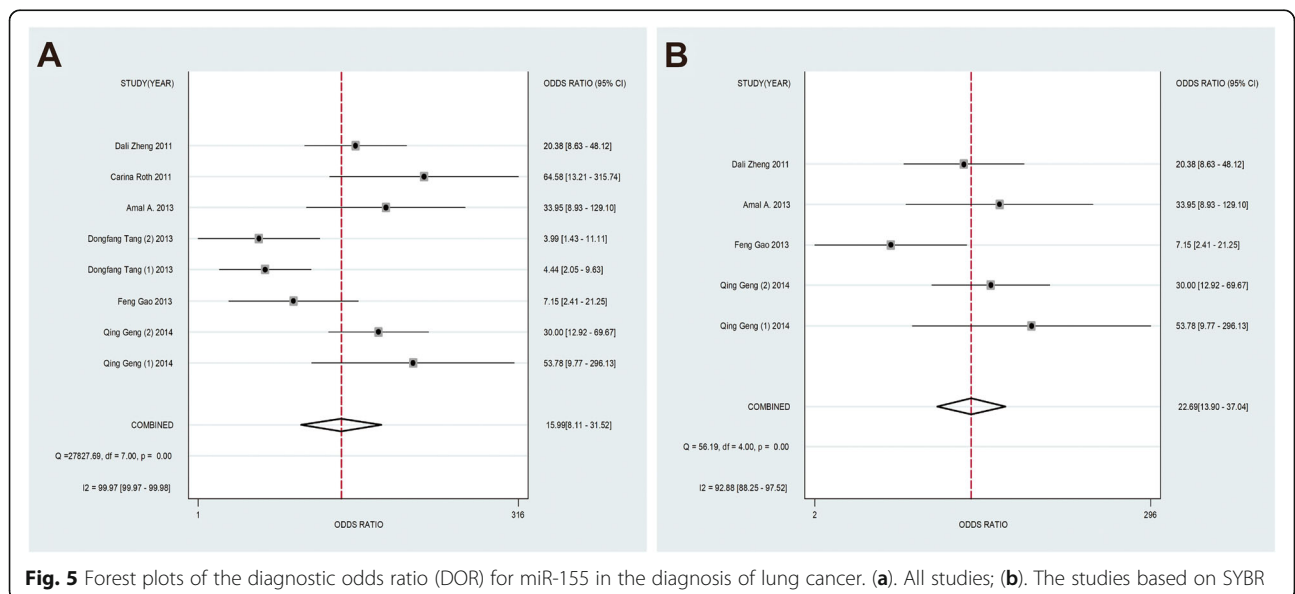 A
STUDY(YEAR) ODDS RATIO (95% CI)
Dali Zheng 2011 20.38 [8.63 - 48.12]
Carina Roth 2011 64.58 [13.21 - 315.74]
Amal A. 2013 33.95 [8.93 - 129.10]
Dongfang Tang (2) 2013 3.99 [1.43 - 11.11]
Dongfang Tang (1) 2013 4.44 [2.05 - 9.63]
Feng Gao 2013 7.15 [2.41 - 21.25]
Qing Geng (2) 2014 30.00 [12.92 - 69.67]
Qing Geng (1) 2014 53.78 [9.77 - 296.13]
COMBINED 15.99[8.11 - 31.52]
Q =27827.69, df = 7.00, p = 0.00
I2 = 99.97 [99.97 - 99.98]
1 316
ODDS RATIO
B
STUDY(YEAR) ODDS RATIO (95% CI)
Dali Zheng 2011 20.38 [8.63 - 48.12]
Amal A. 2013 33.95 [8.93 - 129.10]
Feng Gao 2013 7.15 [2.41 - 21.25]
Qing Geng (2) 2014 30.00 [12.92 - 69.67]
Qing Geng (1) 2014 53.78 [9.77 - 296.13]
COMBINED 22.69[13.90 - 37.04]
Q = 56.19, df = 4.00, p = 0.00
I2 = 92.88 [88.25 - 97.52]
2 296
ODDS RATIO
Fig. 5 Forest plots of the diagnostic odds ratio (DOR) for miR-155 in the diagnosis of lung cancer. (a). All studies; (b). The studies based on SYBR